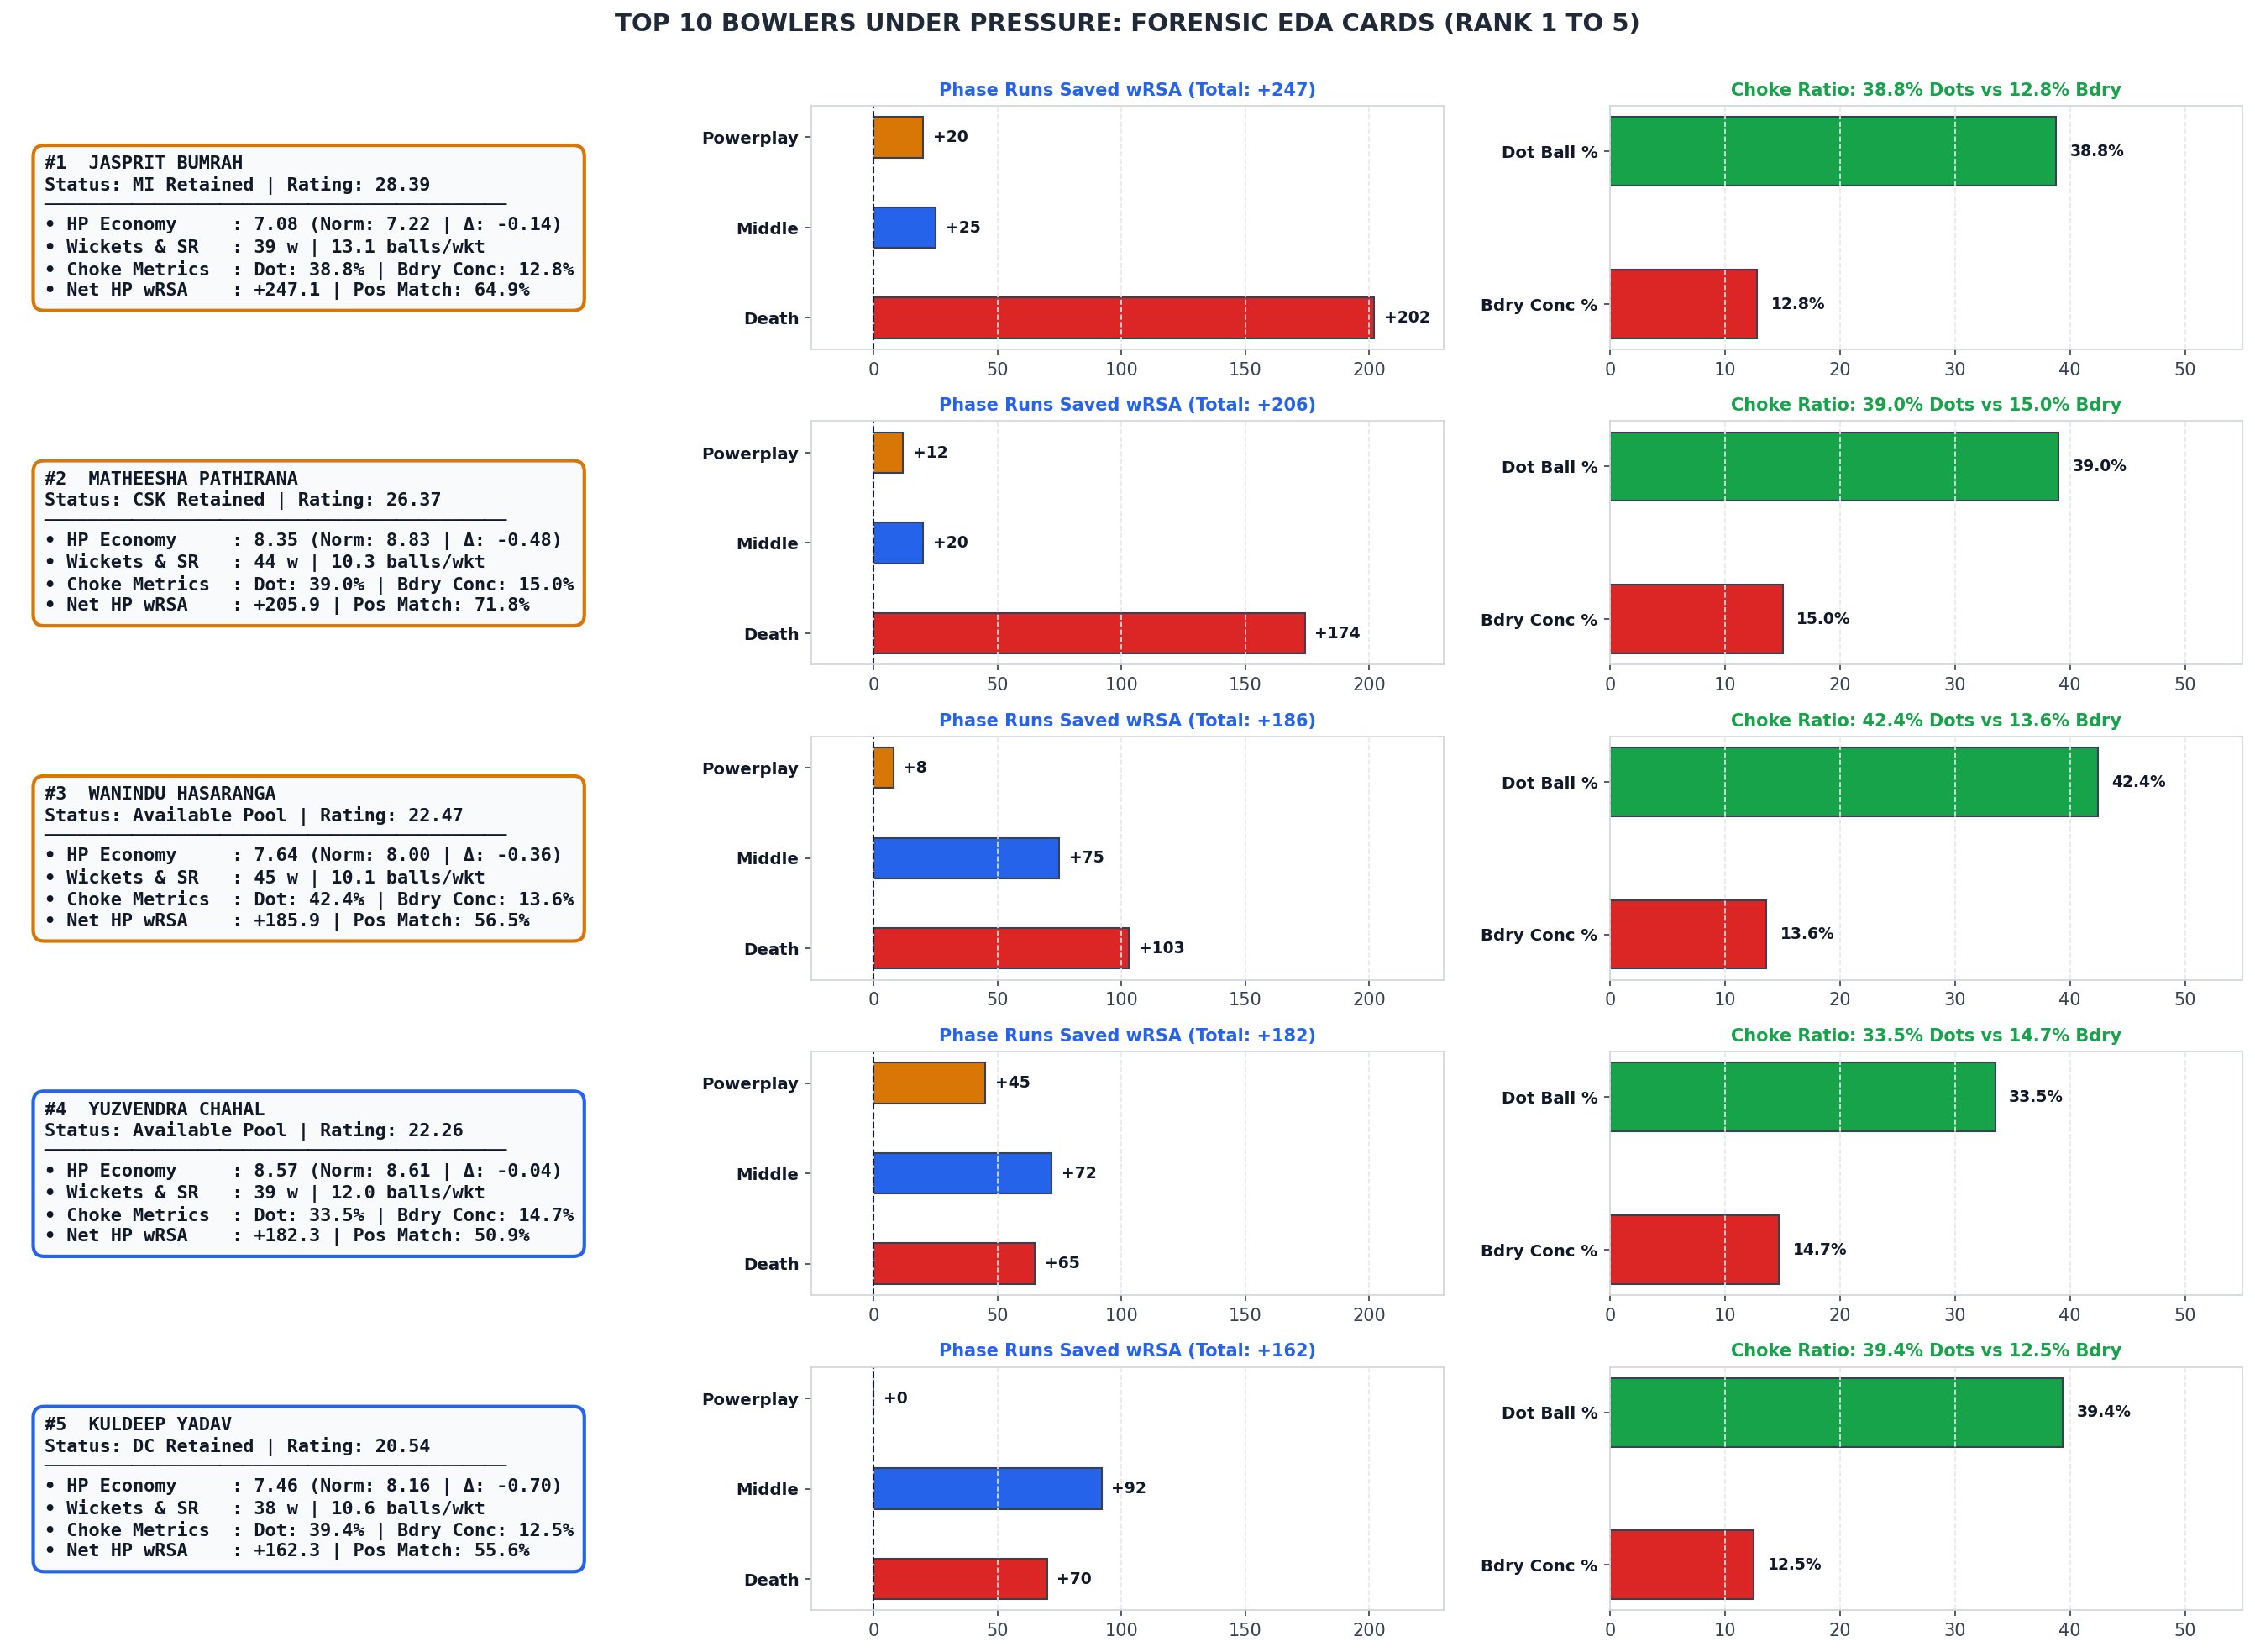 TOP 10 BOWLERS UNDER PRESSURE: FORENSIC EDA CARDS (RANK 1 TO 5)
#1  JASPRIT BUMRAH
Status: MI Retained | Rating: 28.39
• HP Economy     : 7.08 (Norm: 7.22 | Δ: -0.14)
• Wickets & SR   : 39 w | 13.1 balls/wkt
• Choke Metrics  : Dot: 38.8% | Bdry Conc: 12.8%
• Net HP wRSA    : +247.1 | Pos Match: 64.9%
Phase Runs Saved wRSA (Total: +247)
Powerplay +20
Middle +25
Death +202
0 50 100 150 200
Choke Ratio: 38.8% Dots vs 12.8% Bdry
Dot Ball % 38.8%
Bdry Conc % 12.8%
0 10 20 30 40 50
#2  MATHEESHA PATHIRANA
Status: CSK Retained | Rating: 26.37
• HP Economy     : 8.35 (Norm: 8.83 | Δ: -0.48)
• Wickets & SR   : 44 w | 10.3 balls/wkt
• Choke Metrics  : Dot: 39.0% | Bdry Conc: 15.0%
• Net HP wRSA    : +205.9 | Pos Match: 71.8%
Phase Runs Saved wRSA (Total: +206)
Powerplay +12
Middle +20
Death +174
0 50 100 150 200
Choke Ratio: 39.0% Dots vs 15.0% Bdry
Dot Ball % 39.0%
Bdry Conc % 15.0%
0 10 20 30 40 50
#3  WANINDU HASARANGA
Status: Available Pool | Rating: 22.47
• HP Economy     : 7.64 (Norm: 8.00 | Δ: -0.36)
• Wickets & SR   : 45 w | 10.1 balls/wkt
• Choke Metrics  : Dot: 42.4% | Bdry Conc: 13.6%
• Net HP wRSA    : +185.9 | Pos Match: 56.5%
Phase Runs Saved wRSA (Total: +186)
Powerplay +8
Middle +75
Death +103
0 50 100 150 200
Choke Ratio: 42.4% Dots vs 13.6% Bdry
Dot Ball % 42.4%
Bdry Conc % 13.6%
0 10 20 30 40 50
#4  YUZVENDRA CHAHAL
Status: Available Pool | Rating: 22.26
• HP Economy     : 8.57 (Norm: 8.61 | Δ: -0.04)
• Wickets & SR   : 39 w | 12.0 balls/wkt
• Choke Metrics  : Dot: 33.5% | Bdry Conc: 14.7%
• Net HP wRSA    : +182.3 | Pos Match: 50.9%
Phase Runs Saved wRSA (Total: +182)
Powerplay +45
Middle +72
Death +65
0 50 100 150 200
Choke Ratio: 33.5% Dots vs 14.7% Bdry
Dot Ball % 33.5%
Bdry Conc % 14.7%
0 10 20 30 40 50
#5  KULDEEP YADAV
Status: DC Retained | Rating: 20.54
• HP Economy     : 7.46 (Norm: 8.16 | Δ: -0.70)
• Wickets & SR   : 38 w | 10.6 balls/wkt
• Choke Metrics  : Dot: 39.4% | Bdry Conc: 12.5%
• Net HP wRSA    : +162.3 | Pos Match: 55.6%
Phase Runs Saved wRSA (Total: +162)
Powerplay +0
Middle +92
Death +70
0 50 100 150 200
Choke Ratio: 39.4% Dots vs 12.5% Bdry
Dot Ball % 39.4%
Bdry Conc % 12.5%
0 10 20 30 40 50